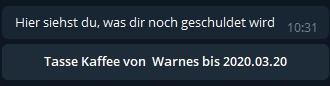 Hier siehst du, was dir noch geschuldet wird
10:31
Tasse Kaffee von  Warnes bis 2020.03.20